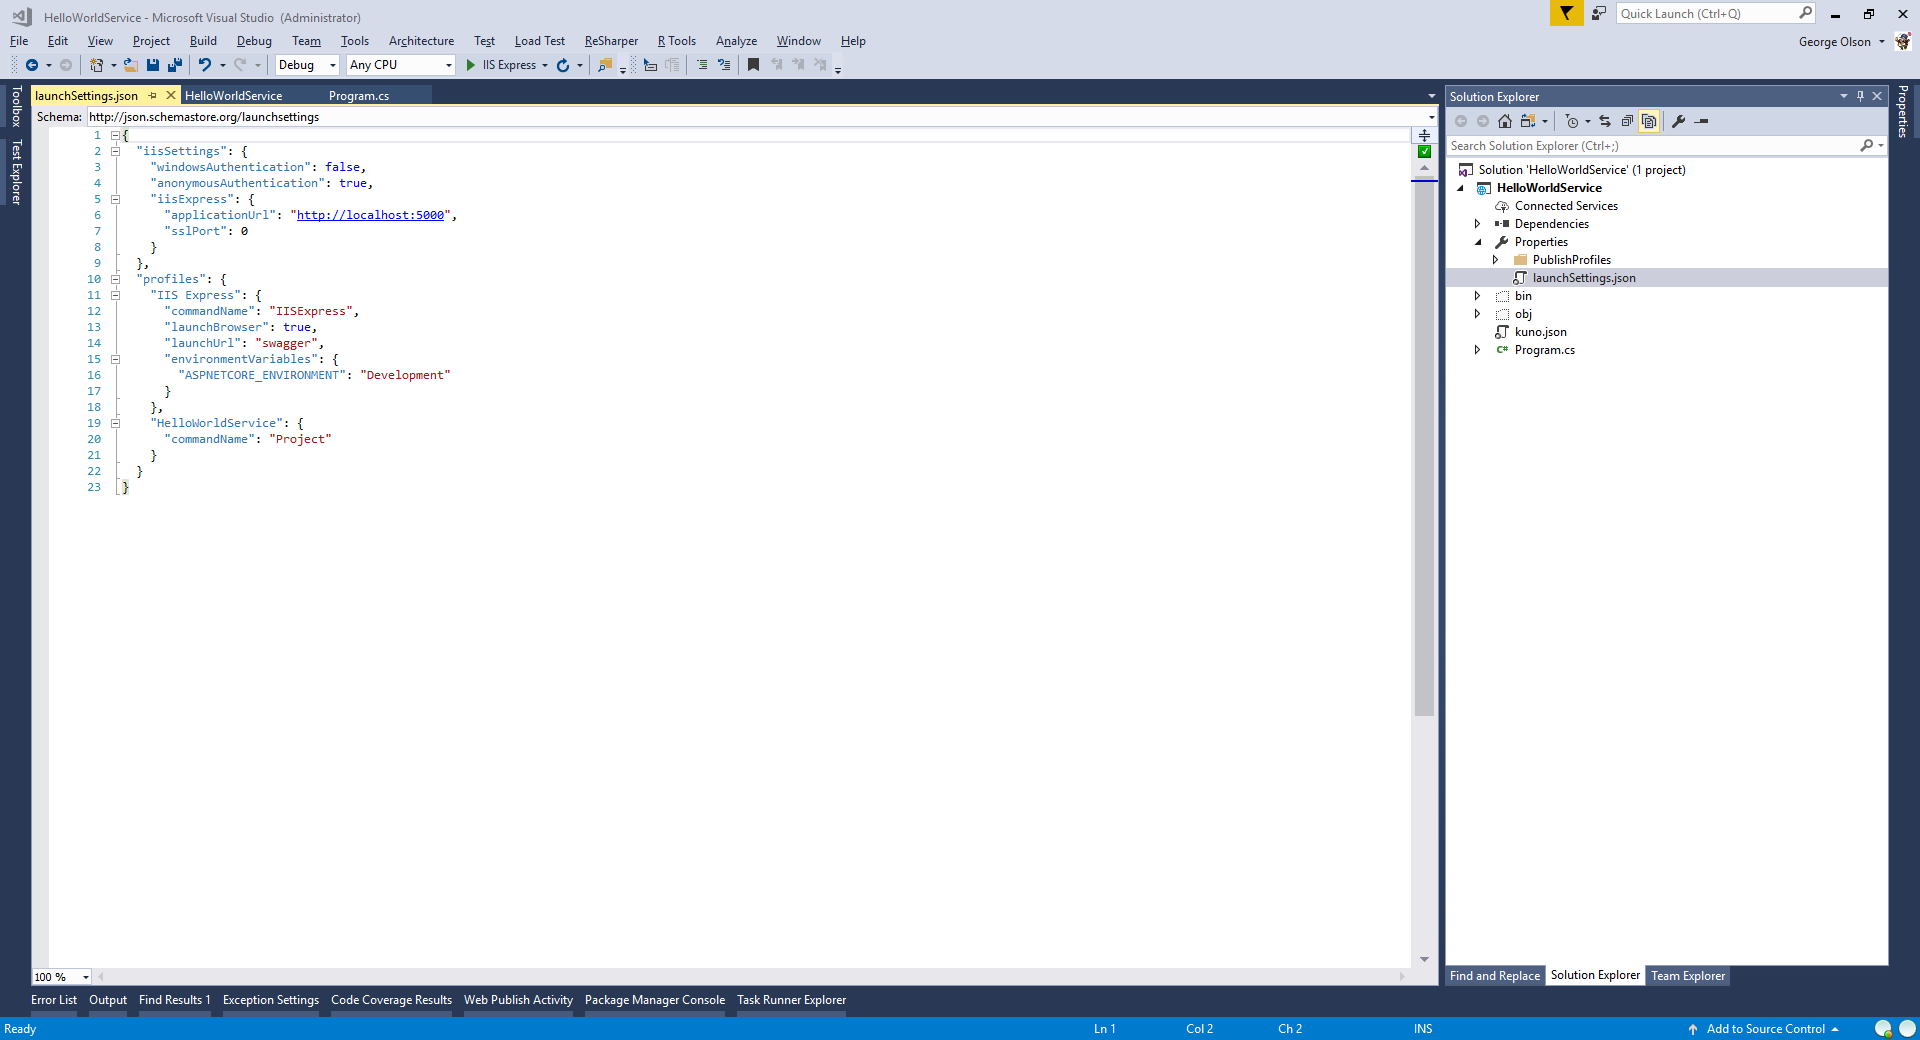 HelloWorldService - Microsoft Visual Studio (Administrator)
Quick Launch (Ctrl+Q)
File Edit View Project Build Debug Team Tools Architecture Test Load Test ReSharper R Tools Analyze Window Help
George Olson
Debug Any CPU IIS Express
Toolbox
Test Explorer
launchSettings.json HelloWorldService Program.cs
Schema: http://json.schemastore.org/launchsettings
1 {
2 "iisSettings": {
3 "windowsAuthentication": false,
4 "anonymousAuthentication": true,
5 "iisExpress": {
6 "applicationUrl": "http://localhost:5000",
7 "sslPort": 0
8 }
9 },
10 "profiles": {
11 "IIS Express": {
12 "commandName": "IISExpress",
13 "launchBrowser": true,
14 "launchUrl": "swagger",
15 "environmentVariables": {
16 "ASPNETCORE_ENVIRONMENT": "Development"
17 }
18 },
19 "HelloWorldService": {
20 "commandName": "Project"
21 }
22 }
23 }
100 %
Solution Explorer
Search Solution Explorer (Ctrl+;)
Solution 'HelloWorldService' (1 project)
HelloWorldService
Connected Services
Dependencies
Properties
PublishProfiles
launchSettings.json
bin
obj
kuno.json
C# Program.cs
Find and Replace Solution Explorer Team Explorer
Properties
Error List Output Find Results 1 Exception Settings Code Coverage Results Web Publish Activity Package Manager Console Task Runner Explorer
Ready Ln 1 Col 2 Ch 2 INS Add to Source Control